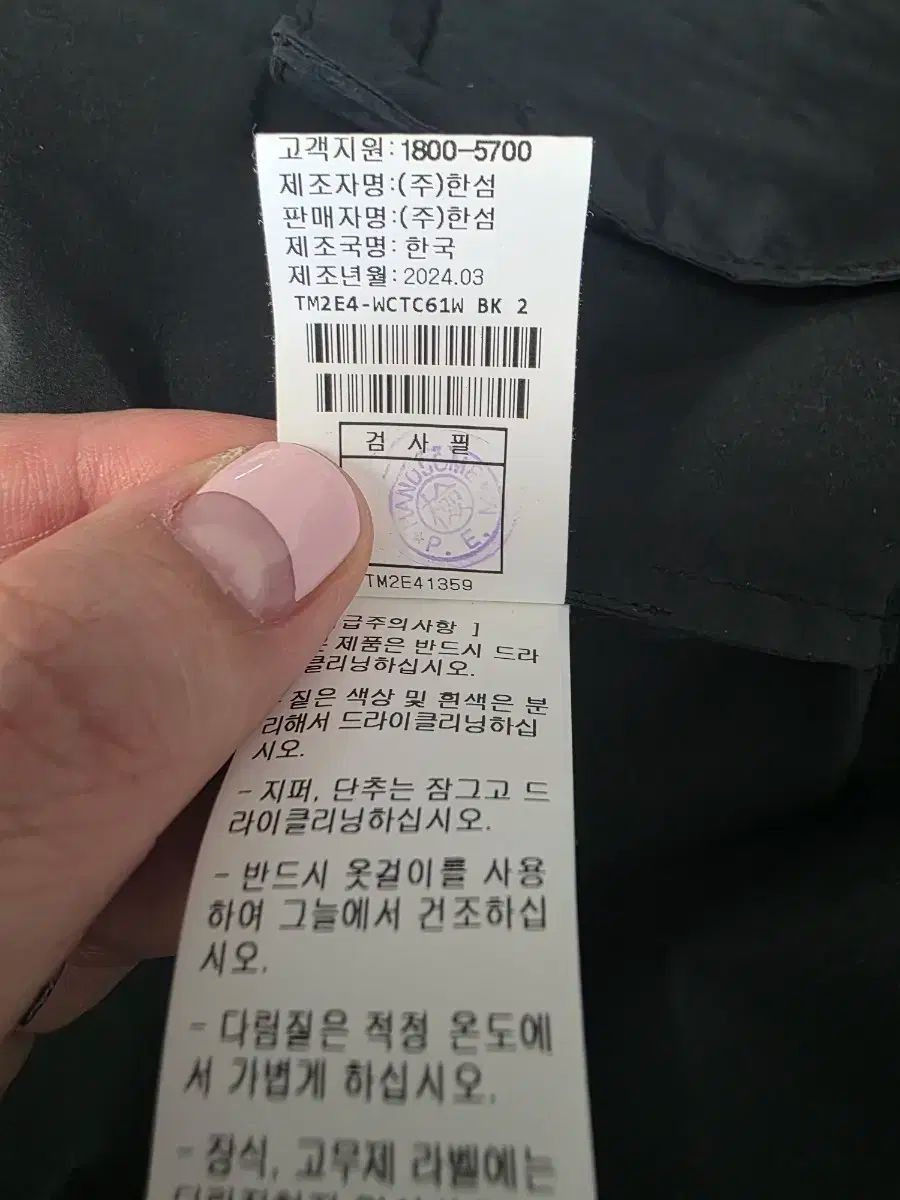 고객지원:1800-5700
제조자명:(주)한섬
판매자명:(주)한섬
제조국명: 한국
제조년월: 2024.03
TM2E4-WCTC61W BK 2
검 사 필
HANDSOME
P. E.
TM2E41359
급주의사항 ]
제품은 반드시 드라
클리닝하십시오.
질은 색상 및 흰색은 분
리해서 드라이클리닝하십
시오.
- 지퍼, 단추는 잠그고 드
라이클리닝하십시오.
- 반드시 옷걸이를 사용
하여 그늘에서 건조하십
시오.
- 다림질은 적정 온도에
서 가볍게 하십시오.
- 장식, 고무제 라벨에는